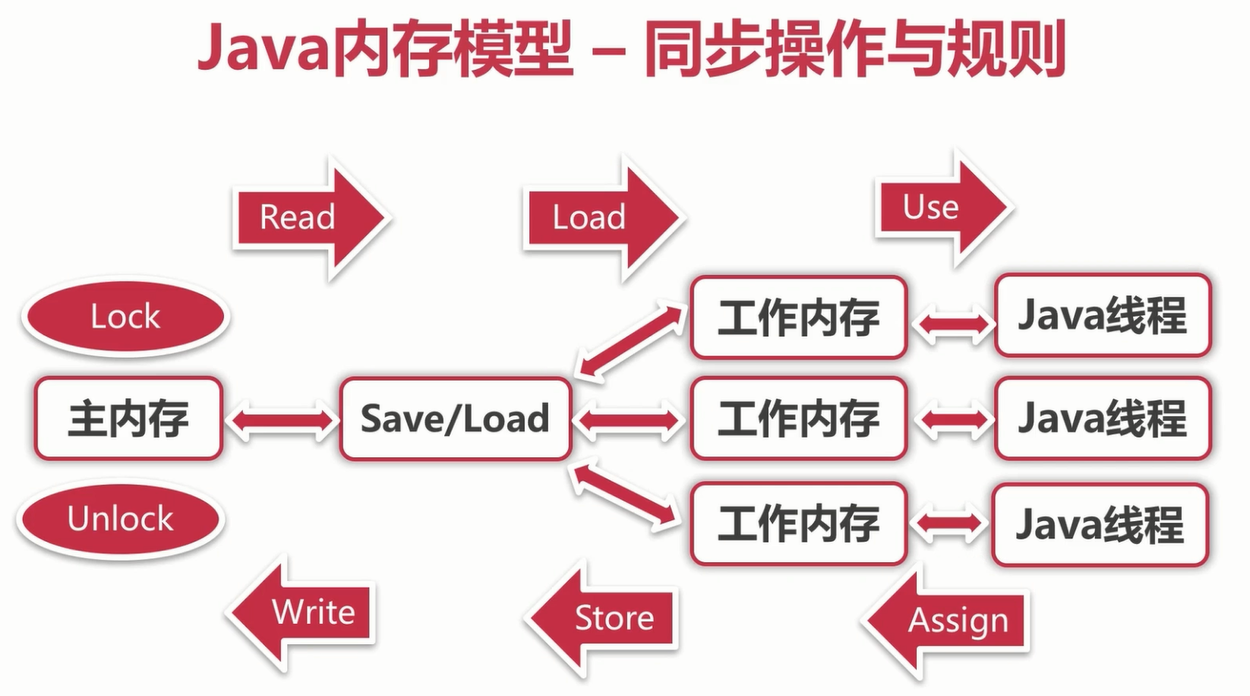 Java内存模型 – 同步操作与规则
Read
Load
Use
Lock
工作内存
Java线程
主内存
Save/Load
工作内存
Java线程
Unlock
工作内存
Java线程
Write
Store
Assign